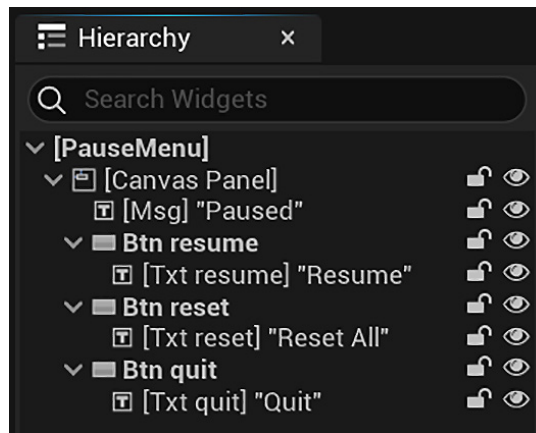 Hierarchy
Search Widgets
[PauseMenu]
[Canvas Panel]
[Msg] "Paused"
Btn resume
[Txt resume] "Resume"
Btn reset
[Txt reset] "Reset All"
Btn quit
[Txt quit] "Quit"